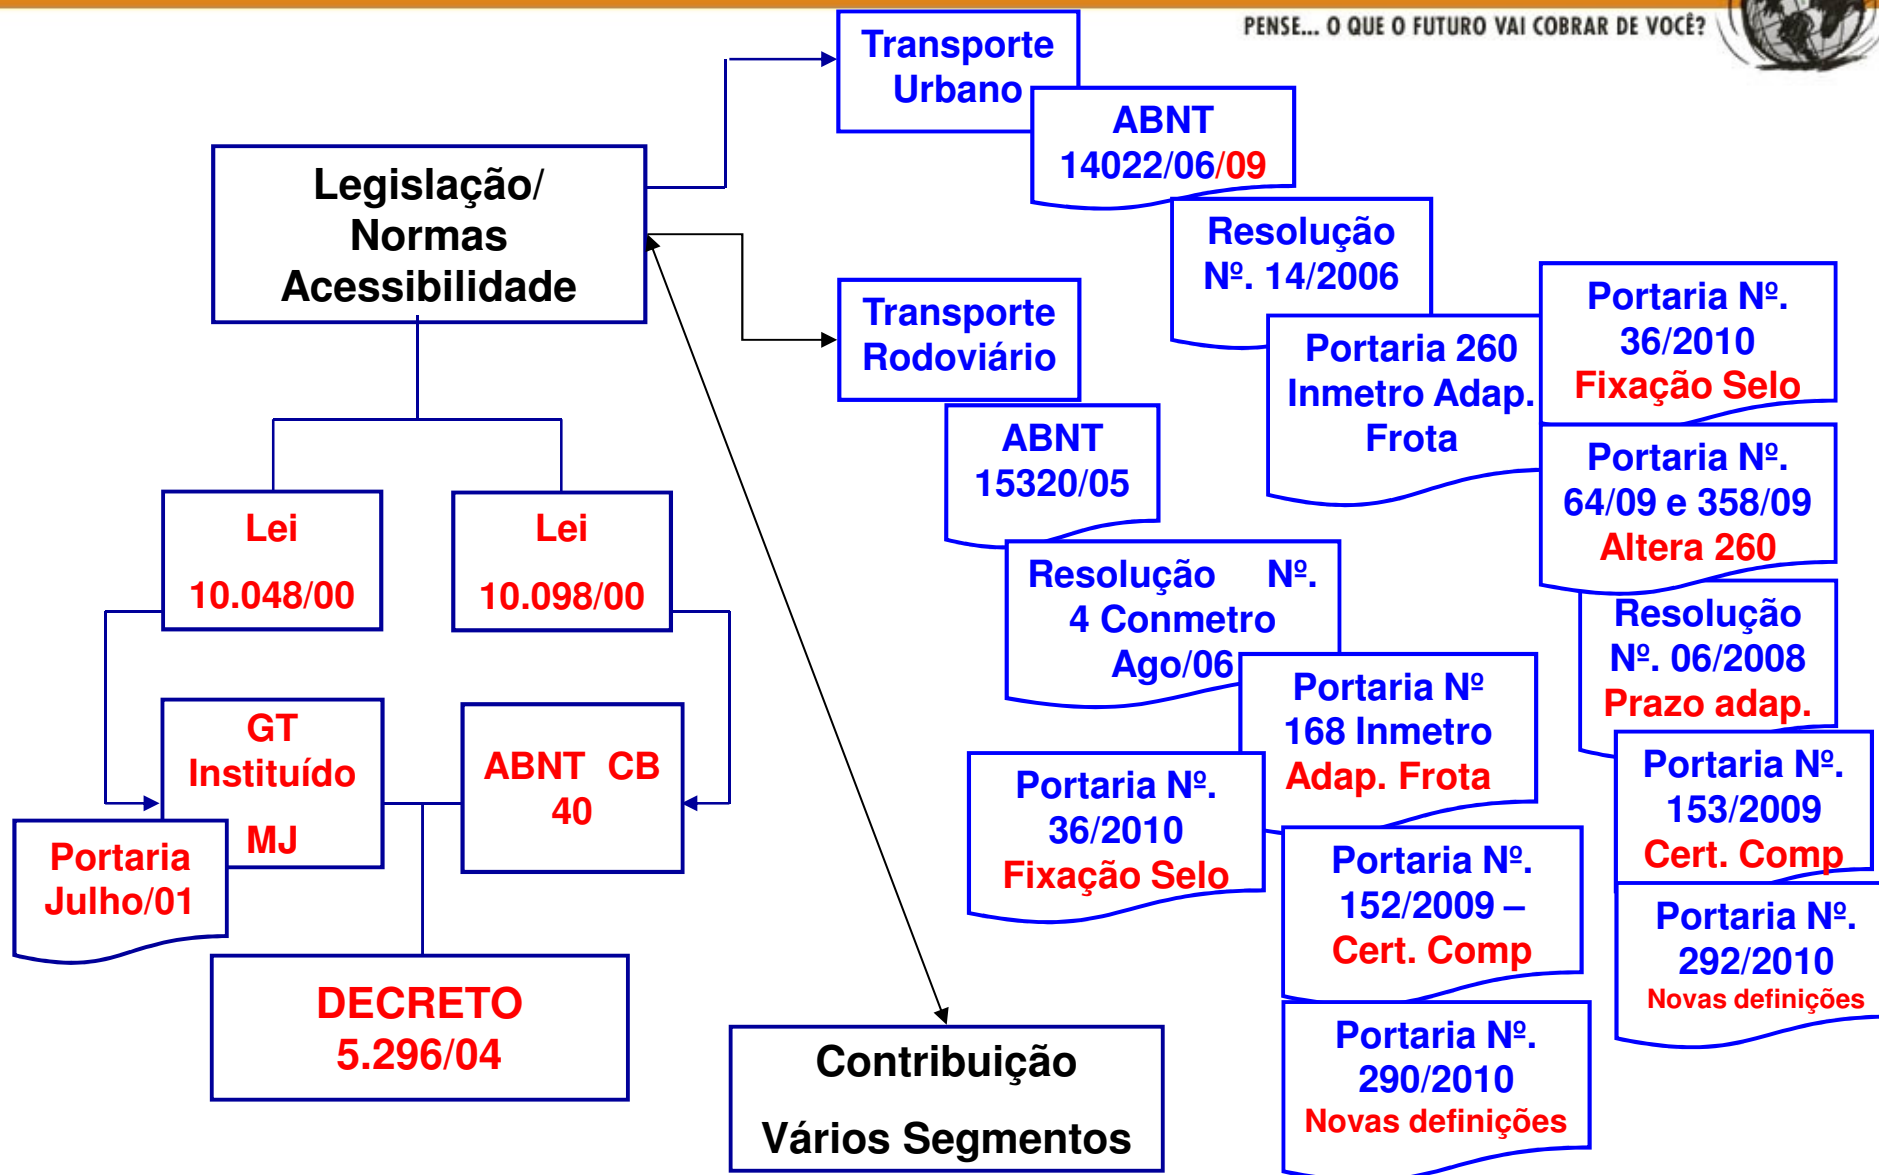 PENSE... O QUE O FUTURO VAI COBRAR DE VOCÊ?
Transporte
Urbano
ABNT
14022/06/09
Legislação/
Normas
Acessibilidade
Resolução
Nº. 14/2006
Transporte
Rodoviário
Portaria 260
Inmetro Adap.
Frota
Portaria Nº.
36/2010
Fixação Selo
ABNT
15320/05
Portaria Nº.
64/09 e 358/09
Altera 260
Lei
10.048/00
Lei
10.098/00
Resolução Nº.
4 Conmetro
Ago/06
Resolução
Nº. 06/2008
Prazo adap.
GT
Instituído
MJ
ABNT CB
40
Portaria Nº
168 Inmetro
Adap. Frota
Portaria Nº.
153/2009
Cert. Comp
Portaria Nº.
36/2010
Fixação Selo
Portaria
Julho/01
Portaria Nº.
152/2009 –
Cert. Comp
Portaria Nº.
292/2010
Novas definições
DECRETO
5.296/04
Contribuição
Vários Segmentos
Portaria Nº.
290/2010
Novas definições